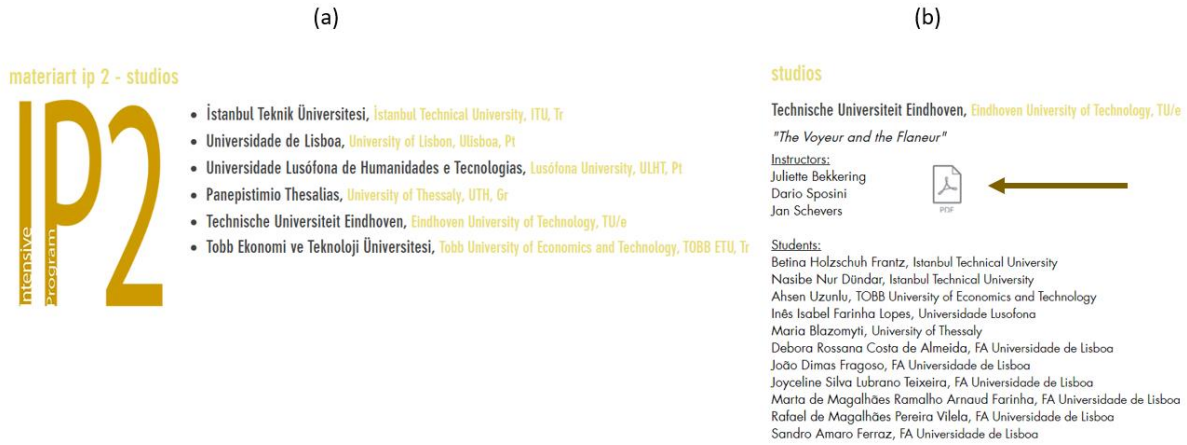 (a)
materiart ip 2 - studios
IP2
Intensive
Program
• İstanbul Teknik Üniversitesi, İstanbul Technical University, ITU, Tr
• Universidade de Lisboa, University of Lisbon, Ulisboa, Pt
• Universidade Lusófona de Humanidades e Tecnologias, Lusófona University, ULHT, Pt
• Panepistimio Thesalias, University of Thessaly, UTH, Gr
• Technische Universiteit Eindhoven, Eindhoven University of Technology, TU/e
• Tobb Ekonomi ve Teknoloji Üniversitesi, Tobb University of Economics and Technology, TOBB ETU, Tr
(b)
studios
Technische Universiteit Eindhoven, Eindhoven University of Technology, TU/e
"The Voyeur and the Flaneur"
Instructors:
Juliette Bekkering
Dario Sposini
Jan Schevers
PDF
Students:
Betina Holzschuh Frantz, Istanbul Technical University
Nasibe Nur Dündar, Istanbul Technical University
Ahsen Uzunlu, TOBB University of Economics and Technology
Inês Isabel Farinha Lopes, Universidade Lusofona
Maria Blazomyti, University of Thessaly
Debora Rossana Costa de Almeida, FA Universidade de Lisboa
João Dimas Fragoso, FA Universidade de Lisboa
Joyceline Silva Lubrano Teixeira, FA Universidade de Lisboa
Marta de Magalhães Ramalho Arnaud Farinha, FA Universidade de Lisboa
Rafael de Magalhães Pereira Vilela, FA Universidade de Lisboa
Sandro Amaro Ferraz, FA Universidade de Lisboa